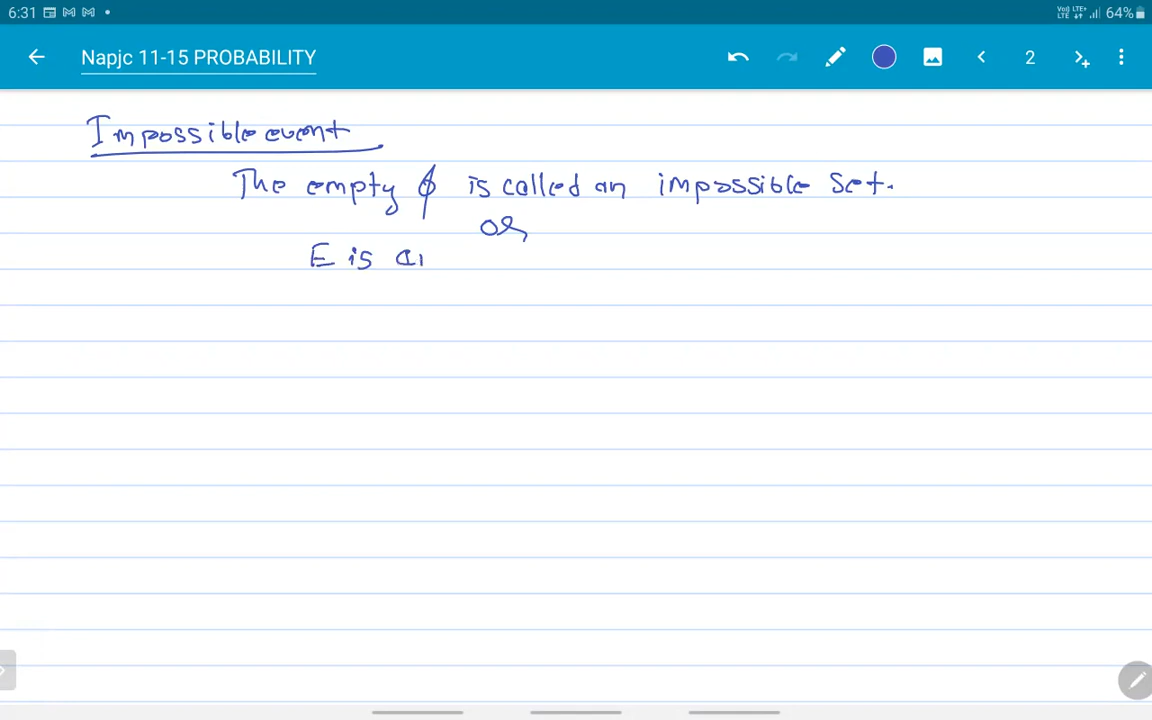 6:31 64%
Napjc 11-15 PROBABILITY 2
Impossible event
The empty ϕ is called an impossible Set.
or
E is an